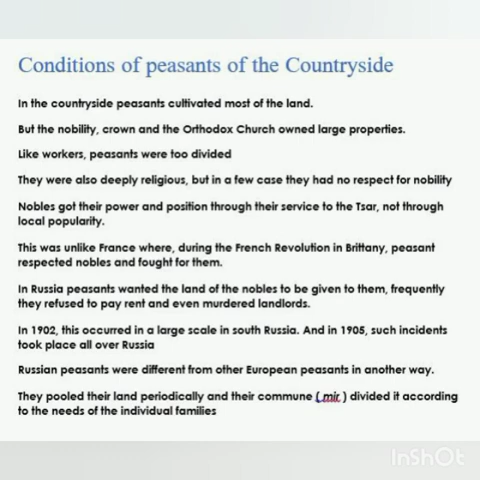 Conditions of peasants of the Countryside
In the countryside peasants cultivated most of the land.
But the nobility, crown and the Orthodox Church owned large properties.
Like workers, peasants were too divided
They were also deeply religious, but in a few case they had no respect for nobility
Nobles got their power and position through their service to the Tsar, not through
local popularity.
This was unlike France where, during the French Revolution in Brittany, peasant
respected nobles and fought for them.
In Russia peasants wanted the land of the nobles to be given to them, frequently
they refused to pay rent and even murdered landlords.
In 1902, this occurred in a large scale in south Russia. And in 1905, such incidents
took place all over Russia
Russian peasants were different from other European peasants in another way.
They pooled their land periodically and their commune ( mir ) divided it according
to the needs of the individual families
InShOt